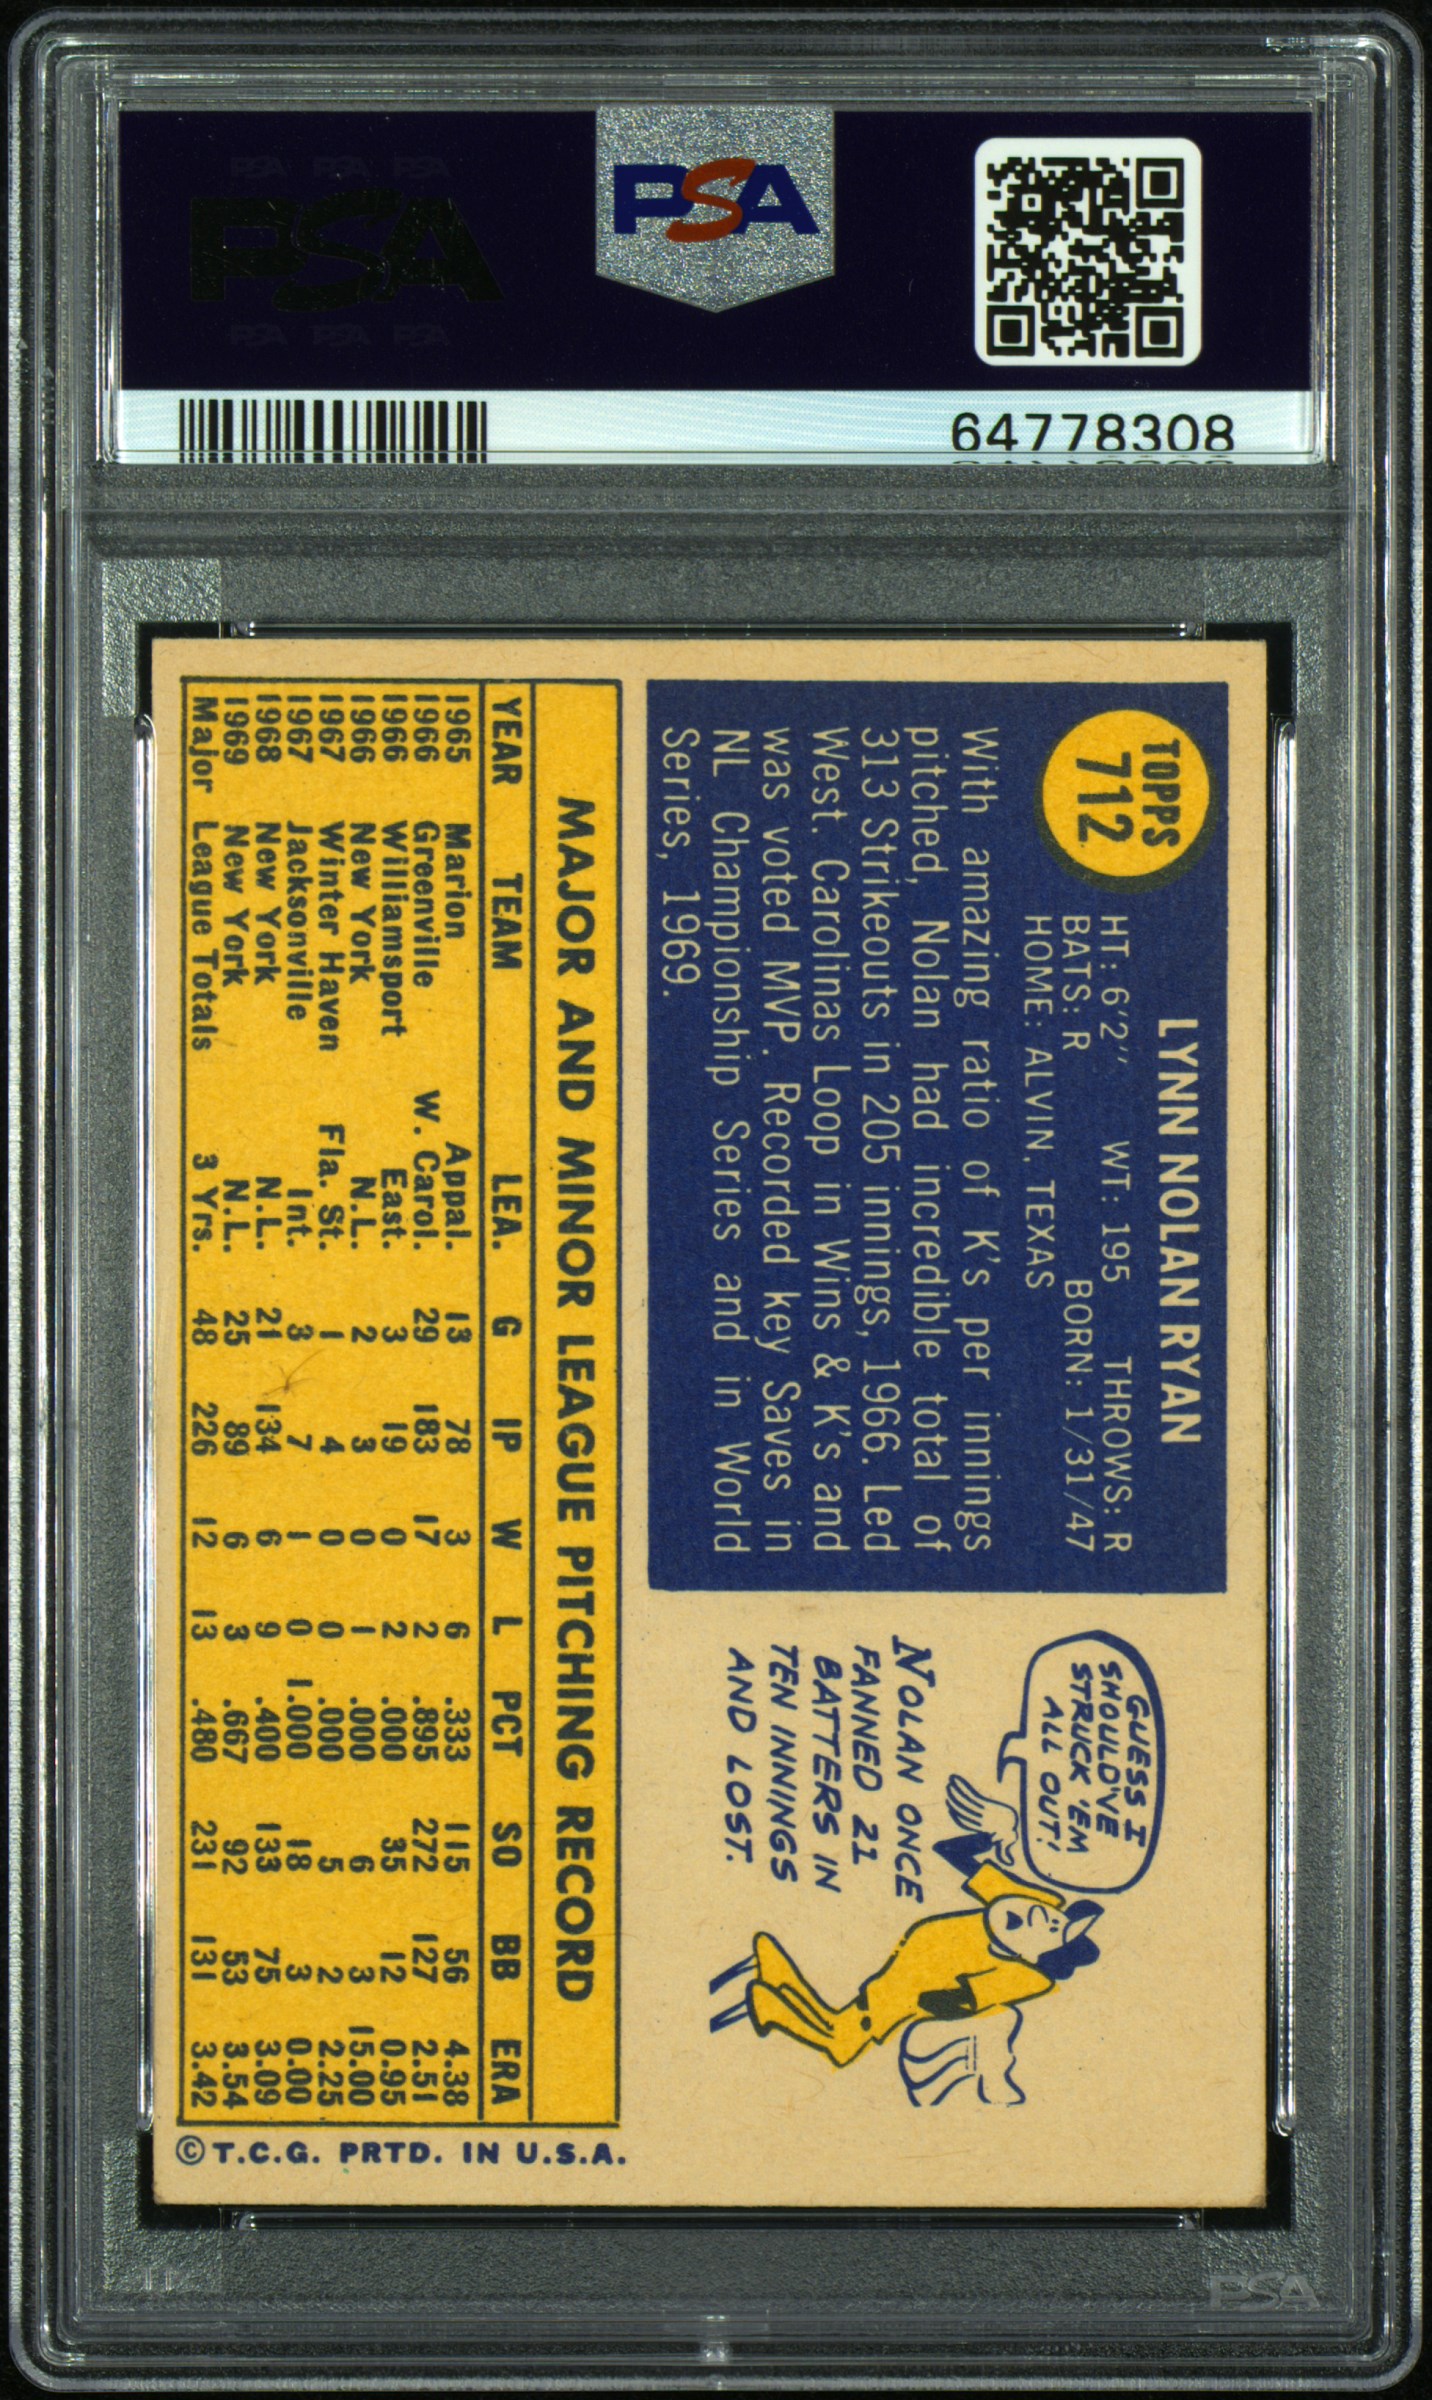 PSA PSA PSA
PSA
PSA PSA PSA
PSA
64778308
TOPPS
712
LYNN NOLAN RYAN
HT: 6'2" WT: 195 THROWS: R
BATS: R BORN: 1/31/47
HOME: ALVIN, TEXAS
With amazing ratio of K's per innings
pitched, Nolan had incredible total of
313 Strikeouts in 205 innings, 1966. Led
West. Carolinas Loop in Wins & K's and
was voted MVP. Recorded key Saves in
NL Championship Series and in World
Series, 1969.
GUESS I
SHOULD'VE
STRUCK 'EM
ALL OUT!
NOLAN ONCE
FANNED 21
BATTERS IN
TEN INNINGS
AND LOST.
MAJOR AND MINOR LEAGUE PITCHING RECORD
YEAR TEAM LEA. G IP W L PCT SO BB ERA
1965 Marion Appal. 13 78 3 6 .333 115 56 4.38
1966 Greenville W. Carol. 29 183 17 2 .895 272 127 2.51
1966 Williamsport East. 3 19 0 2 .000 35 12 0.95
1966 New York N.L. 2 3 0 1 .000 6 3 15.00
1967 Winter Haven Fla. St. 1 4 0 0 .000 5 2 2.25
1967 Jacksonville Int. 3 7 1 0 1.000 18 3 0.00
1968 New York N.L. 21 134 6 9 .400 133 75 3.09
1969 New York N.L. 25 89 6 3 .667 92 53 3.54
Major League Totals 3 Yrs. 48 226 12 13 .480 231 131 3.42
© T.C.G. PRTD. IN U.S.A.
PSA